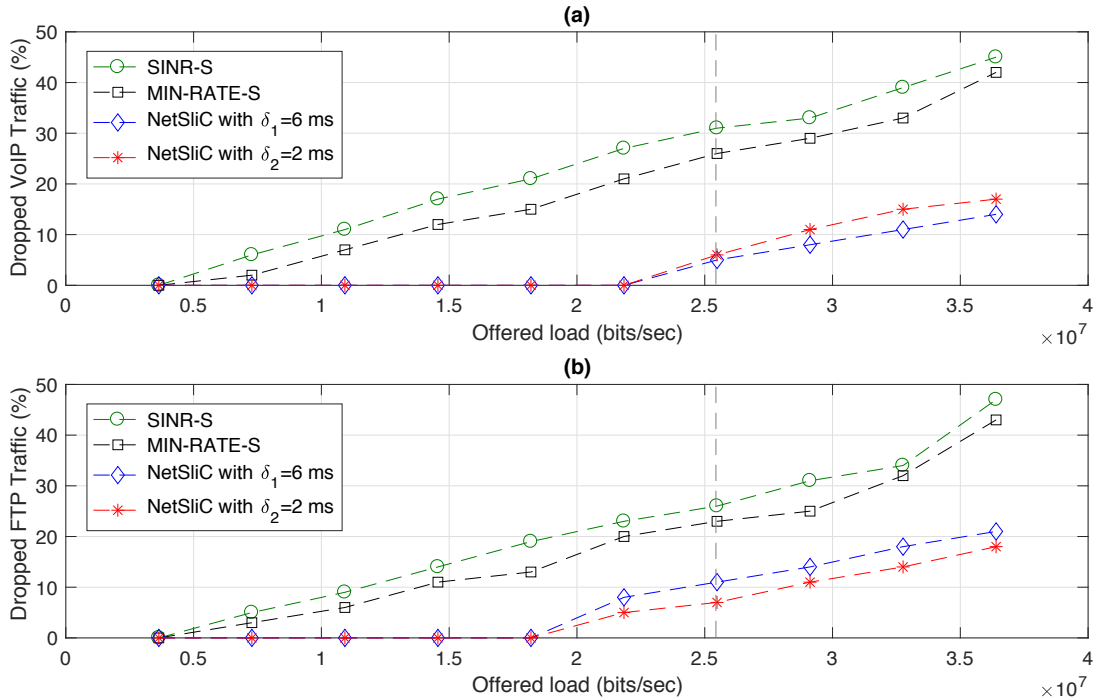 (a)
Dropped VoIP Traffic (%)
50
40
30
20
10
0
SINR-S
MIN-RATE-S
NetSliC with δ1=6 ms
NetSliC with δ2=2 ms
0 0.5 1 1.5 2 2.5 3 3.5 4
Offered load (bits/sec)
×10^7
(b)
Dropped FTP Traffic (%)
50
40
30
20
10
0
SINR-S
MIN-RATE-S
NetSliC with δ1=6 ms
NetSliC with δ2=2 ms
0 0.5 1 1.5 2 2.5 3 3.5 4
Offered load (bits/sec)
×10^7